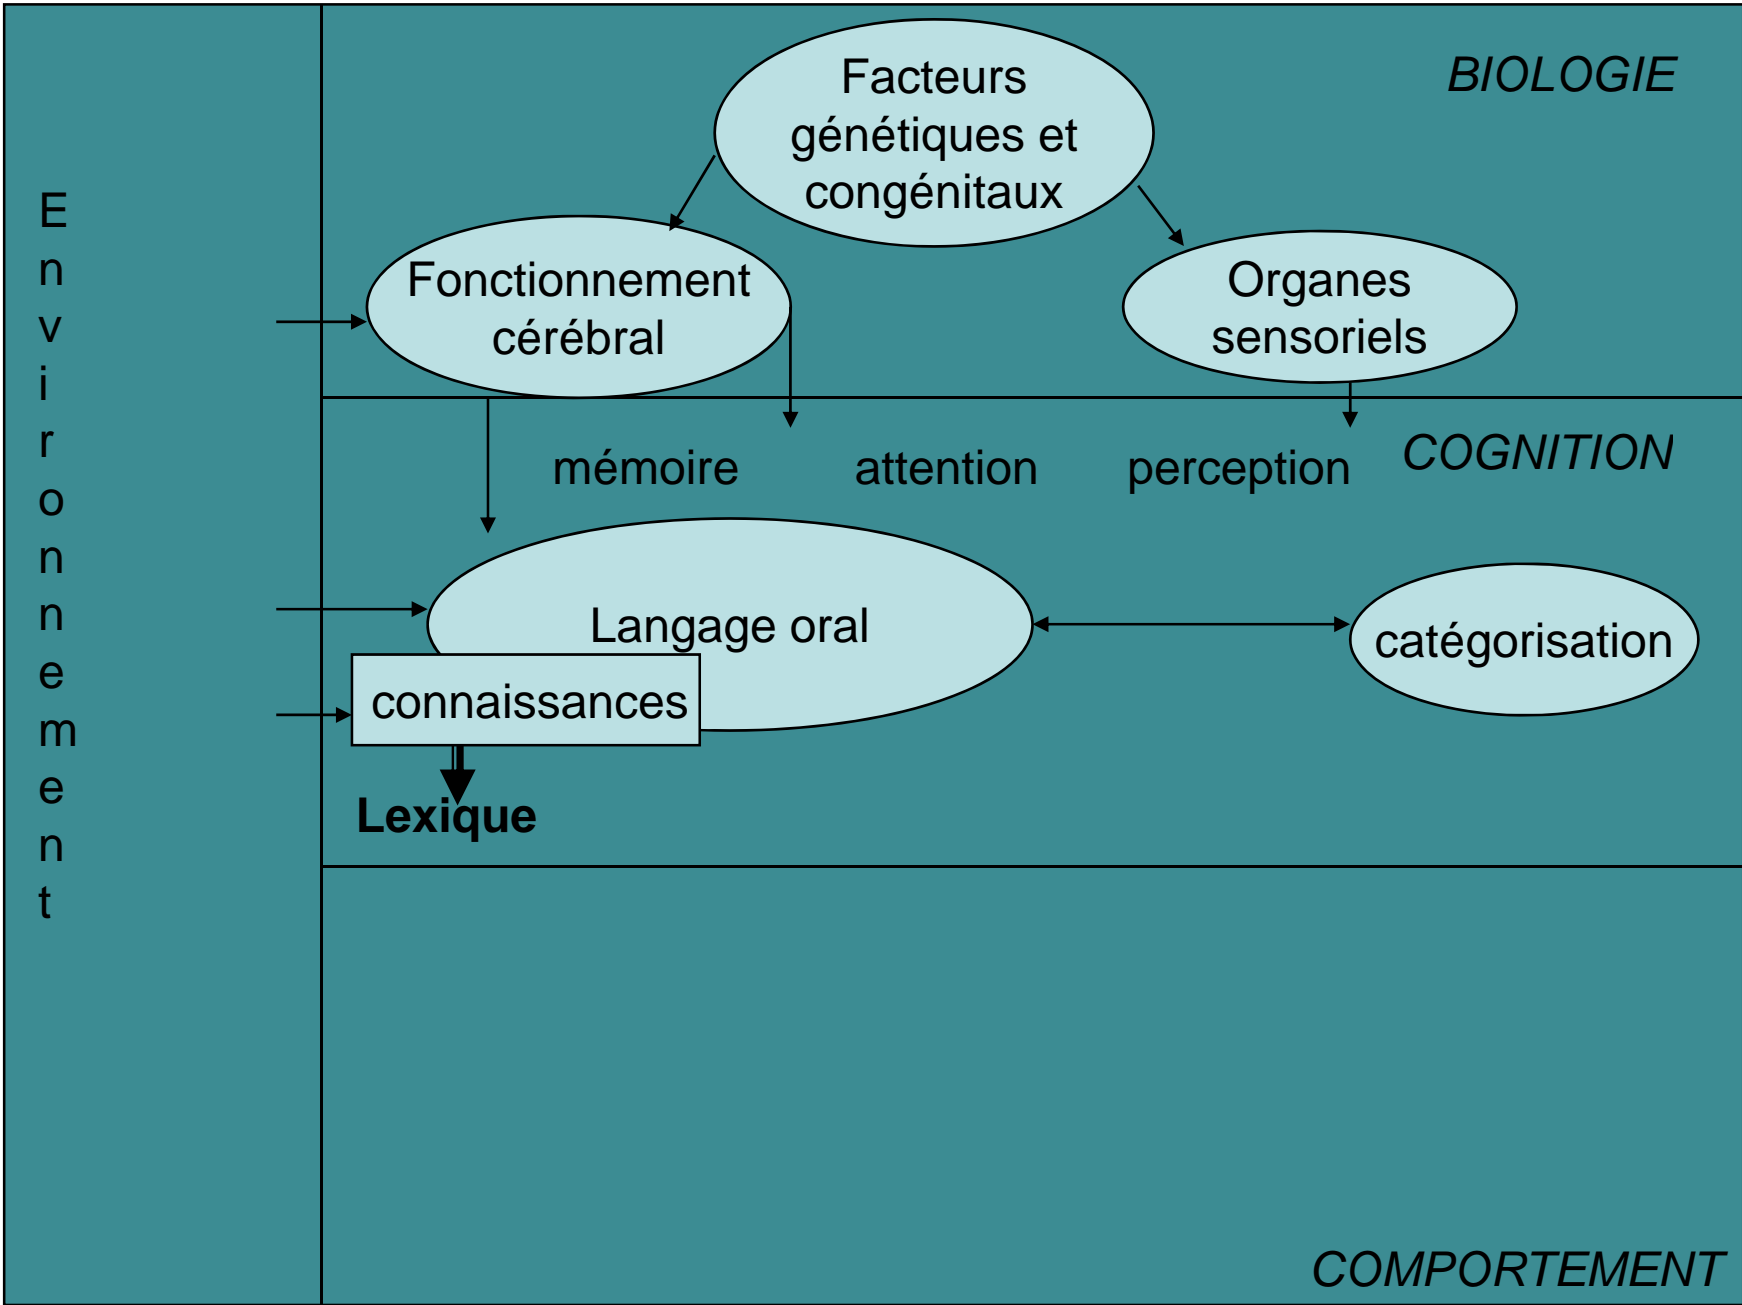 E
n
v
i
r
o
n
n
e
m
e
n
t
BIOLOGIE
Facteurs
génétiques et
congénitaux
Fonctionnement
cérébral
Organes
sensoriels
COGNITION
mémoire attention perception
Langage oral
catégorisation
connaissances
Lexique
COMPORTEMENT